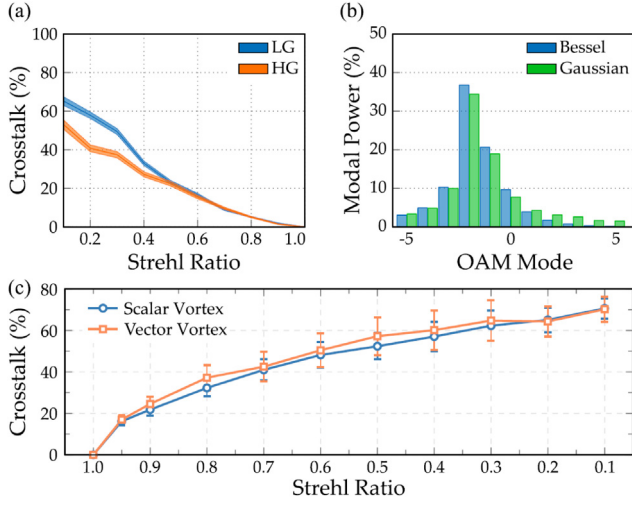 (a)
100
80
60
40
20
0
Crosstalk (%)
LG
HG
0.2 0.4 0.6 0.8 1.0
Strehl Ratio
(b)
50
40
30
20
10
0
Modal Power (%)
Bessel
Gaussian
-5 0 5
OAM Mode
(c)
80
60
40
20
0
Crosstalk (%)
Scalar Vortex
Vector Vortex
1.0 0.9 0.8 0.7 0.6 0.5 0.4 0.3 0.2 0.1
Strehl Ratio